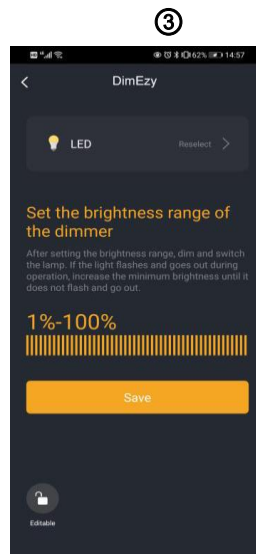 ③
62% 14:57
DimEzy
LED Reselect
Set the brightness range of
the dimmer
After setting the brightness range, dim and switch
the lamp. If the light flashes and goes out during
operation, increase the minimum brightness until it
does not flash and go out.
1%-100%
Save
Editable